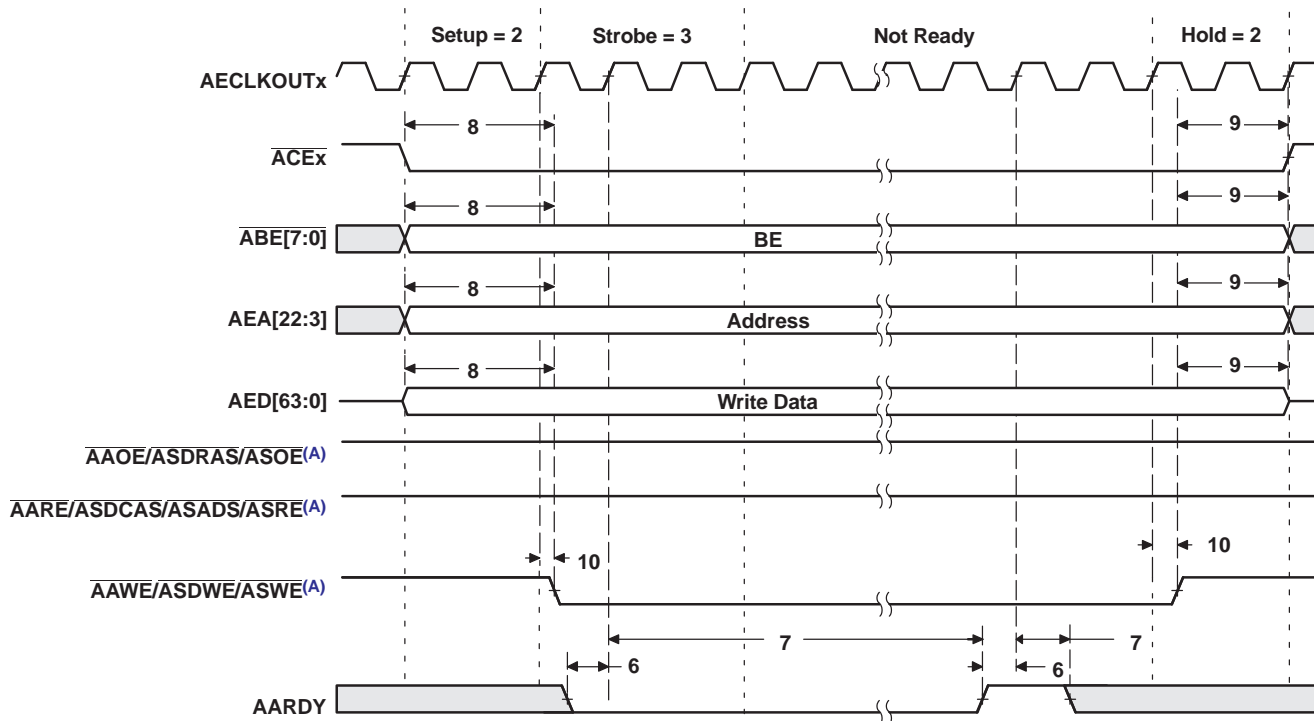 Setup = 2 Strobe = 3 Not Ready Hold = 2
AECLKOUTx
8 9
ACEx
8 9
ABE[7:0] BE
8 9
AEA[22:3] Address
8 9
AED[63:0] Write Data
AAOE/ASDRAS/ASOE(A)
AARE/ASDCAS/ASADS/ASRE(A)
10 10
AAWE/ASDWE/ASWE(A)
7 7
6 6
AARDY